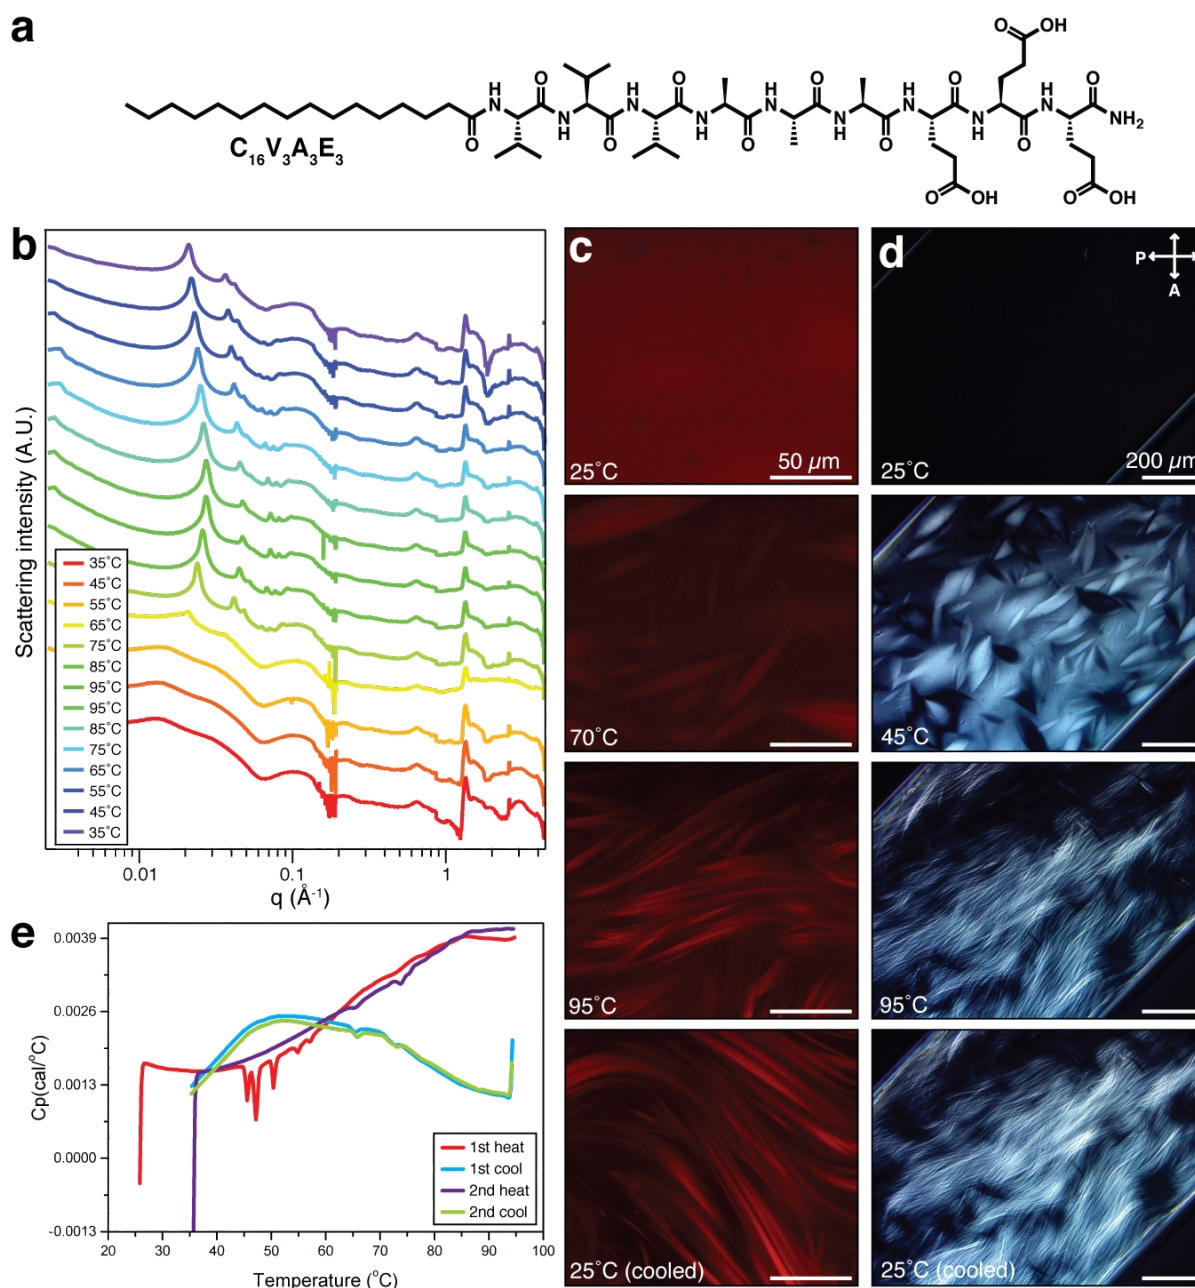 a
O
OH
O
O
O
O
O
H
N
H
N
H
N
H
N
H
N
NH₂
O
N
H
O
N
H
O
N
H
O
N
H
O
O
OH
O
OH
C₁₆V₃A₃E₃
b
Scattering intensity (A.U.)
35˚C
45˚C
55˚C
65˚C
75˚C
85˚C
95˚C
95˚C
85˚C
75˚C
65˚C
55˚C
45˚C
35˚C
0.01
0.1
1
q (Å⁻¹)
c
50 µm
25˚C
70˚C
95˚C
25˚C (cooled)
d
P
A
200 µm
25˚C
45˚C
95˚C
25˚C (cooled)
e
Cp(cal/°C)
0.0039
0.0026
0.0013
0.0000
-0.0013
1st heat
1st cool
2nd heat
2nd cool
20
30
40
50
60
70
80
90
100
Temperature (°C)